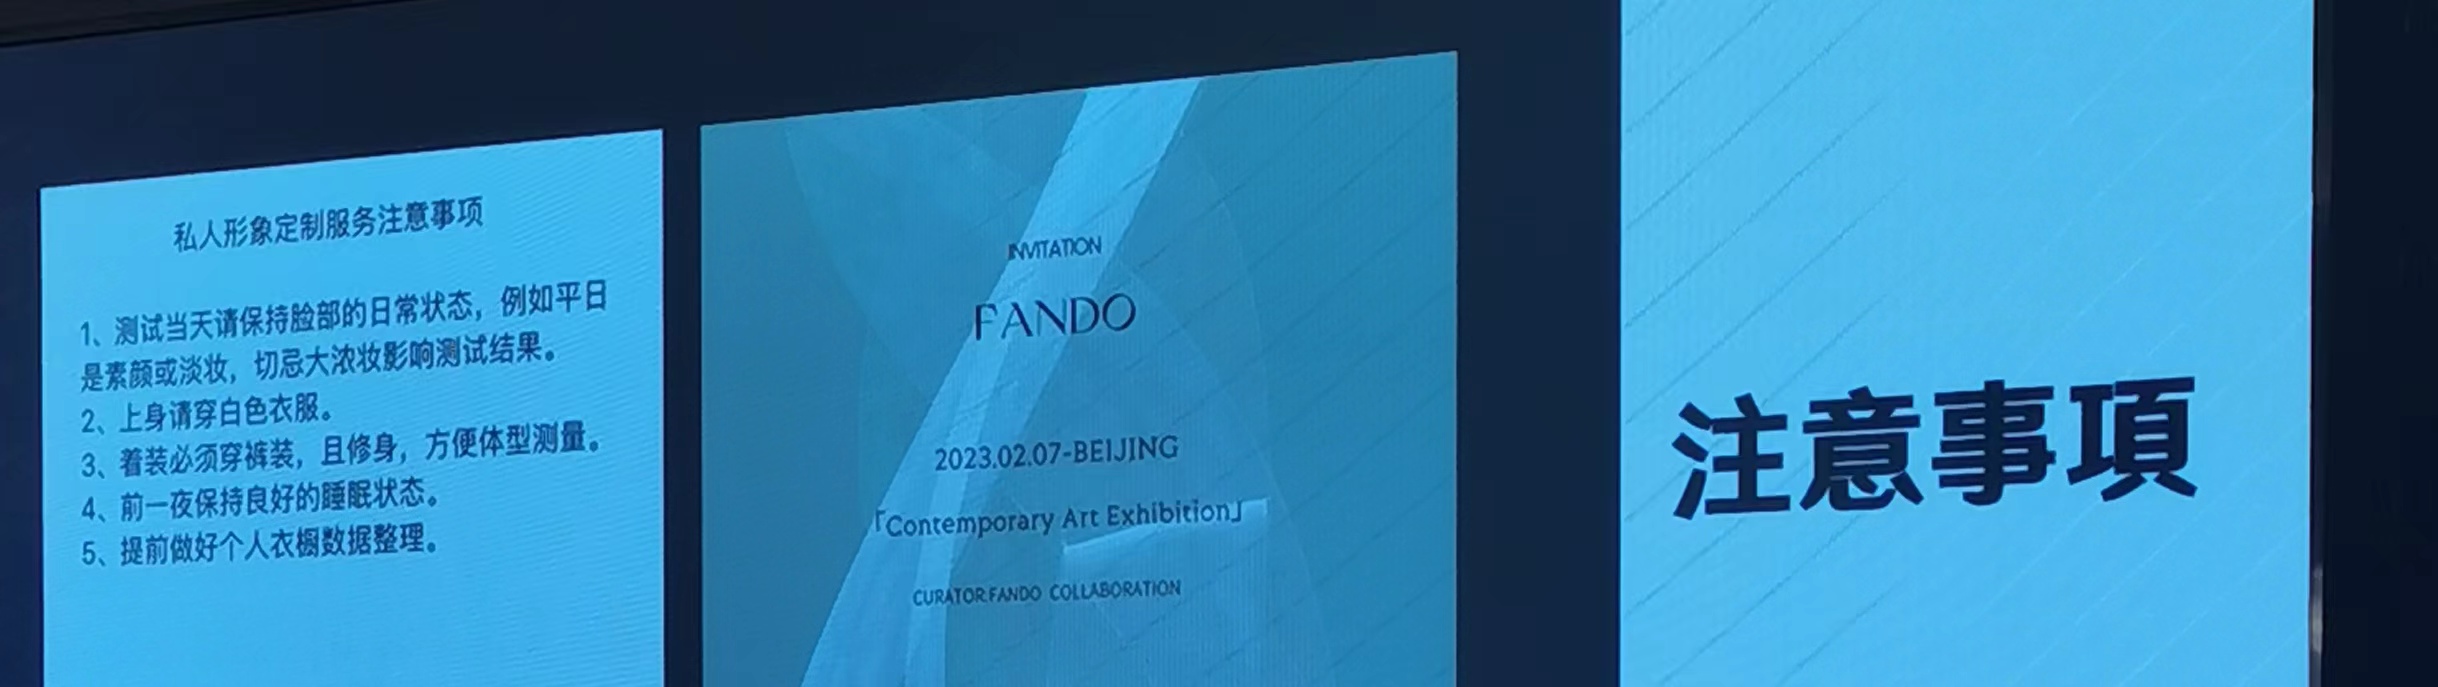 私人形象定制服务注意事项
1、测试当天请保持脸部的日常状态，例如平日
是素颜或淡妆，切忌大浓妆影响测试结果。
2、上身请穿白色衣服。
3、着装必须穿裤装，且修身，方便体型测量。
4、前一夜保持良好的睡眠状态。
5、提前做好个人衣橱数据整理。
INVITATION
FANDO
2023.02.07-BEIJING
「Contemporary Art Exhibition」
CURATOR:FANDO COLLABORATION
注意事項